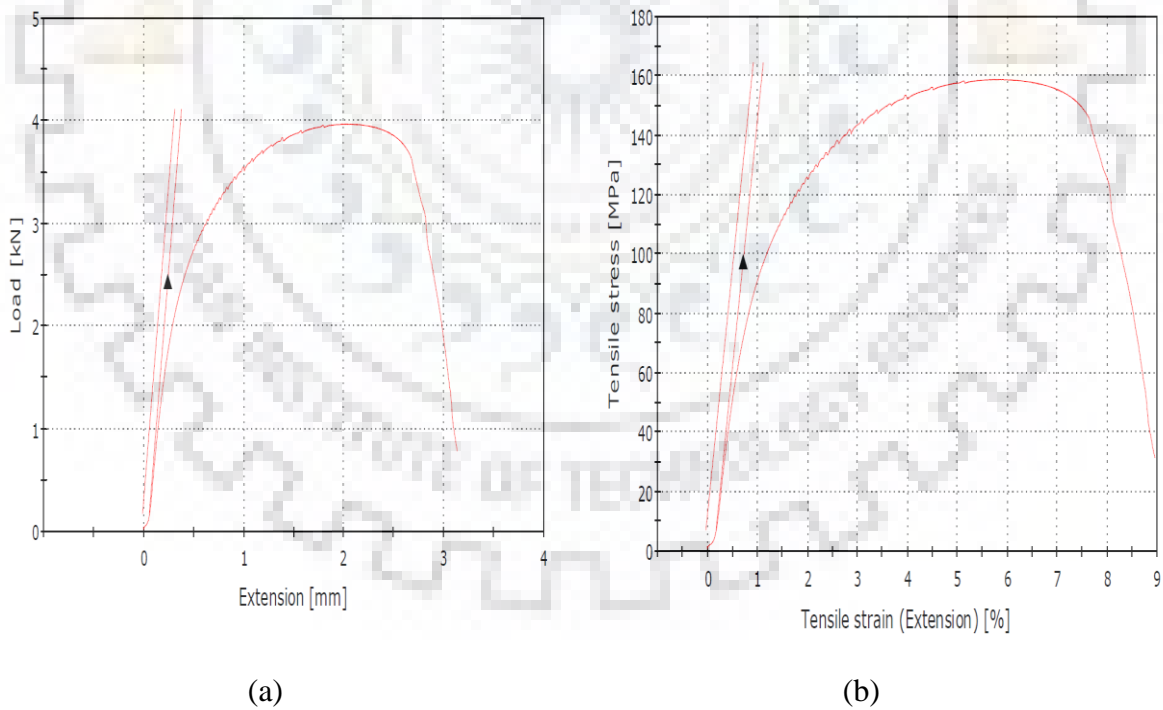 5
4
3
2
1
0
Load [kN]
0 1 2 3 4
Extension [mm]
180
160
140
120
100
80
60
40
20
0
Tensile stress [MPa]
0 1 2 3 4 5 6 7 8 9
Tensile strain (Extension) [%]
(a)
(b)